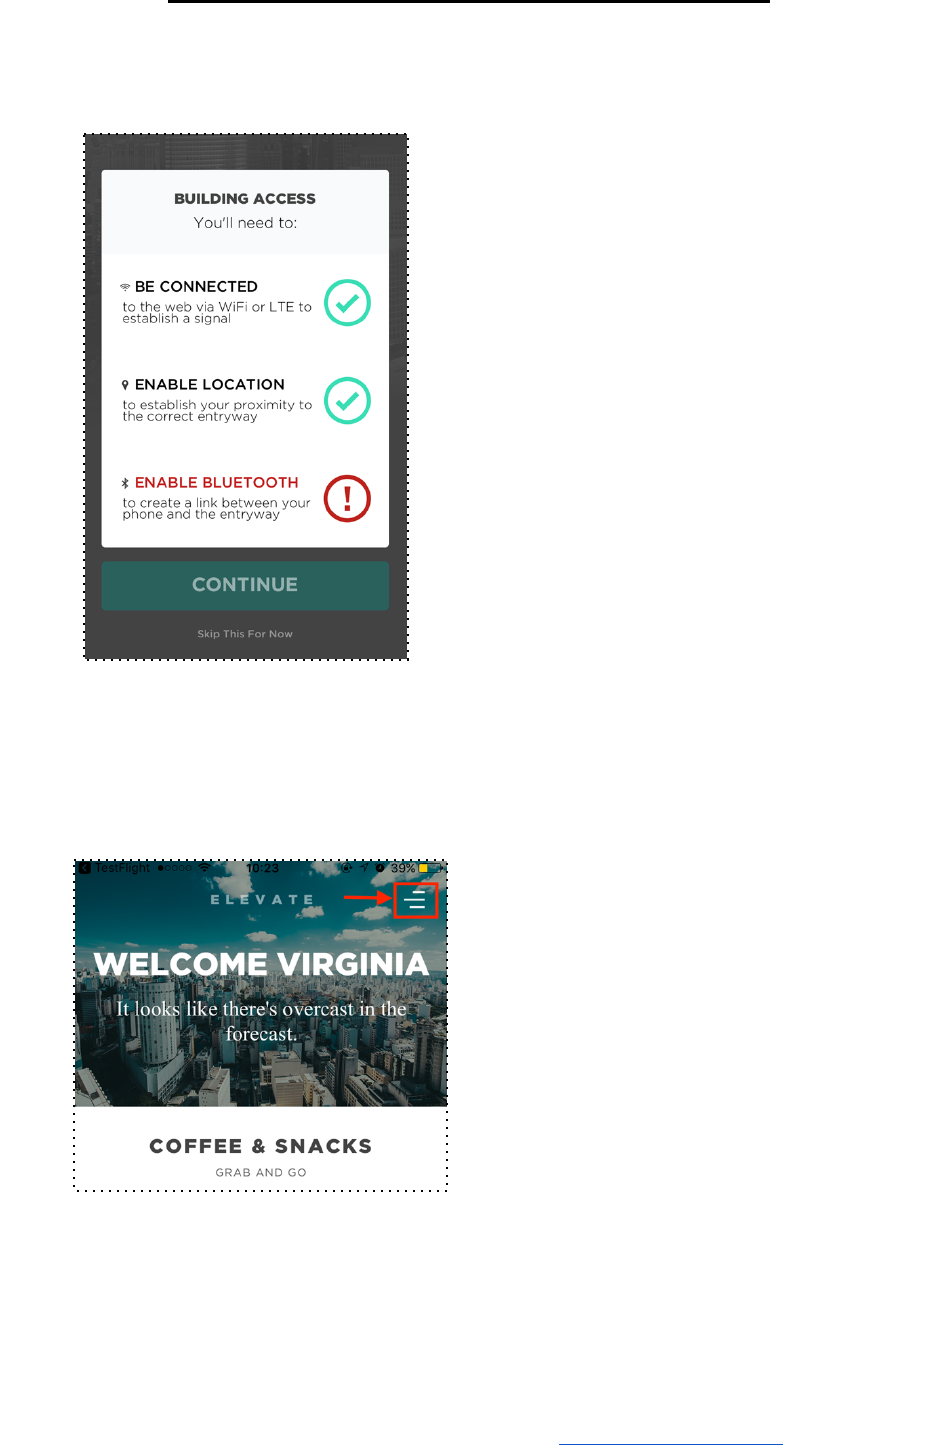 BUILDING ACCESS
You'll need to:
BE CONNECTED
to the web via WiFi or LTE to
establish a signal
ENABLE LOCATION
to establish your proximity to
the correct entryway
ENABLE BLUETOOTH
to create a link between your
phone and the entryway
CONTINUE
Skip This For Now
TestFlight 10:23 39%
ELEVATE
WELCOME VIRGINIA
It looks like there's overcast in the
forecast.
COFFEE & SNACKS
GRAB AND GO